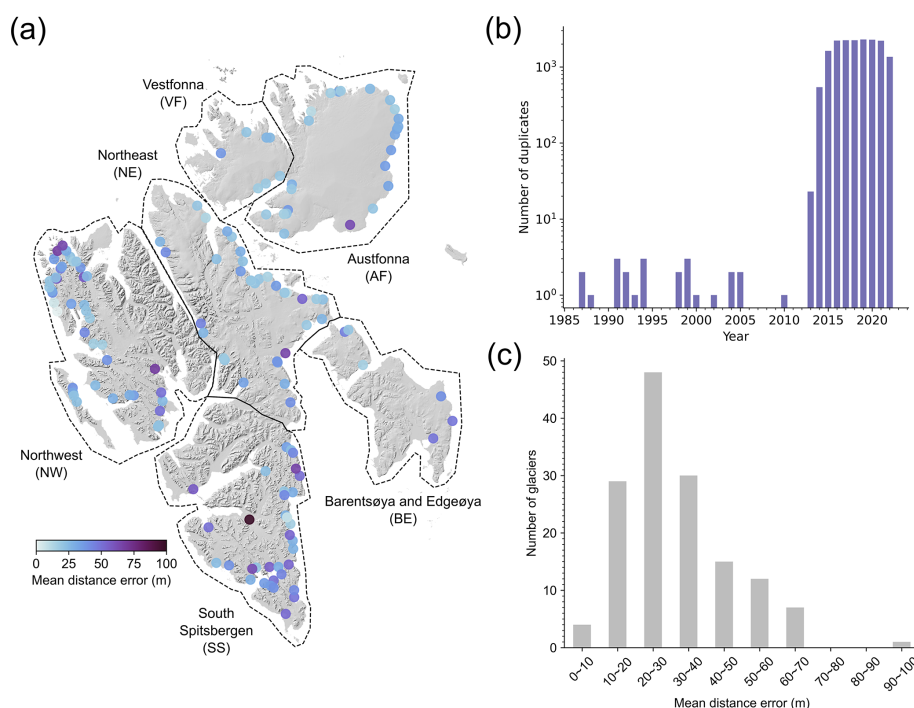 (a)
Vestfonna
(VF)
Northeast
(NE)
Austfonna
(AF)
Northwest
(NW)
Barentsøya and Edgeøya
(BE)
South
Spitsbergen
(SS)
0 25 50 75 100
Mean distance error (m)
(b)
Number of duplicates
10³
10²
10¹
10⁰
1985 1990 1995 2000 2005 2010 2015 2020
Year
(c)
Number of glaciers
50
40
30
20
10
0
0~10 10~20 20~30 30~40 40~50 50~60 60~70 70~80 80~90 90~100
Mean distance error (m)